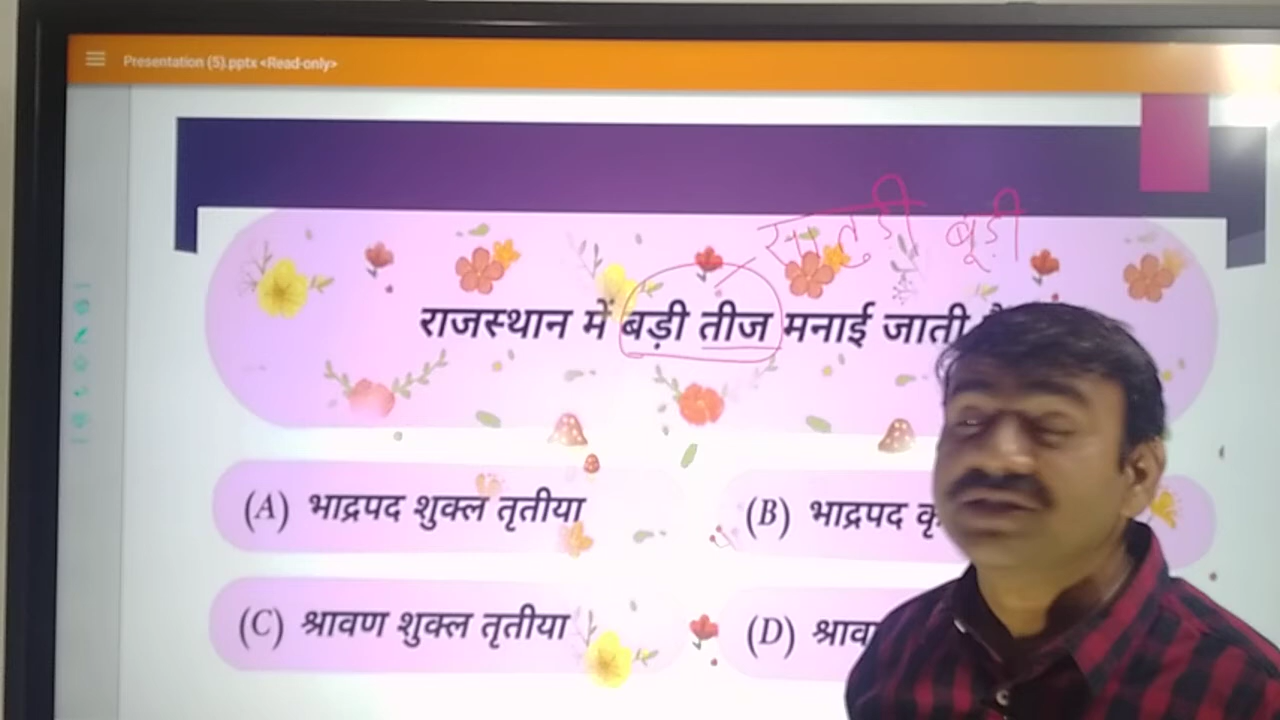 Presentation (5).pptx <Read-only>
सातुडी बूड़ी
राजस्थान में बड़ी तीज मनाई जाती
(A) भाद्रपद शुक्ल तृतीया
(B) भाद्रपद
(C) श्रावण शुक्ल तृतीया
(D)